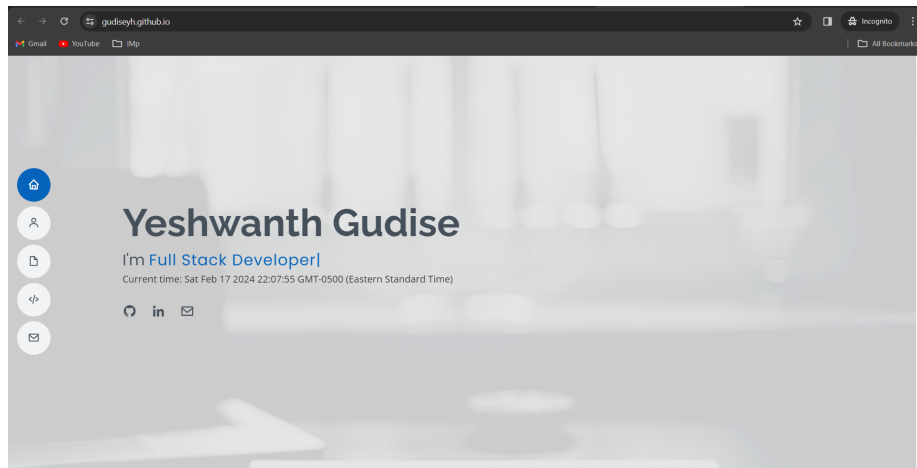 gudiseyh.github.io
Incognito
Gmail YouTube IMp All Bookmarks
Yeshwanth Gudise
I'm Full Stack Developer|
Current time: Sat Feb 17 2024 22:07:55 GMT-0500 (Eastern Standard Time)
in